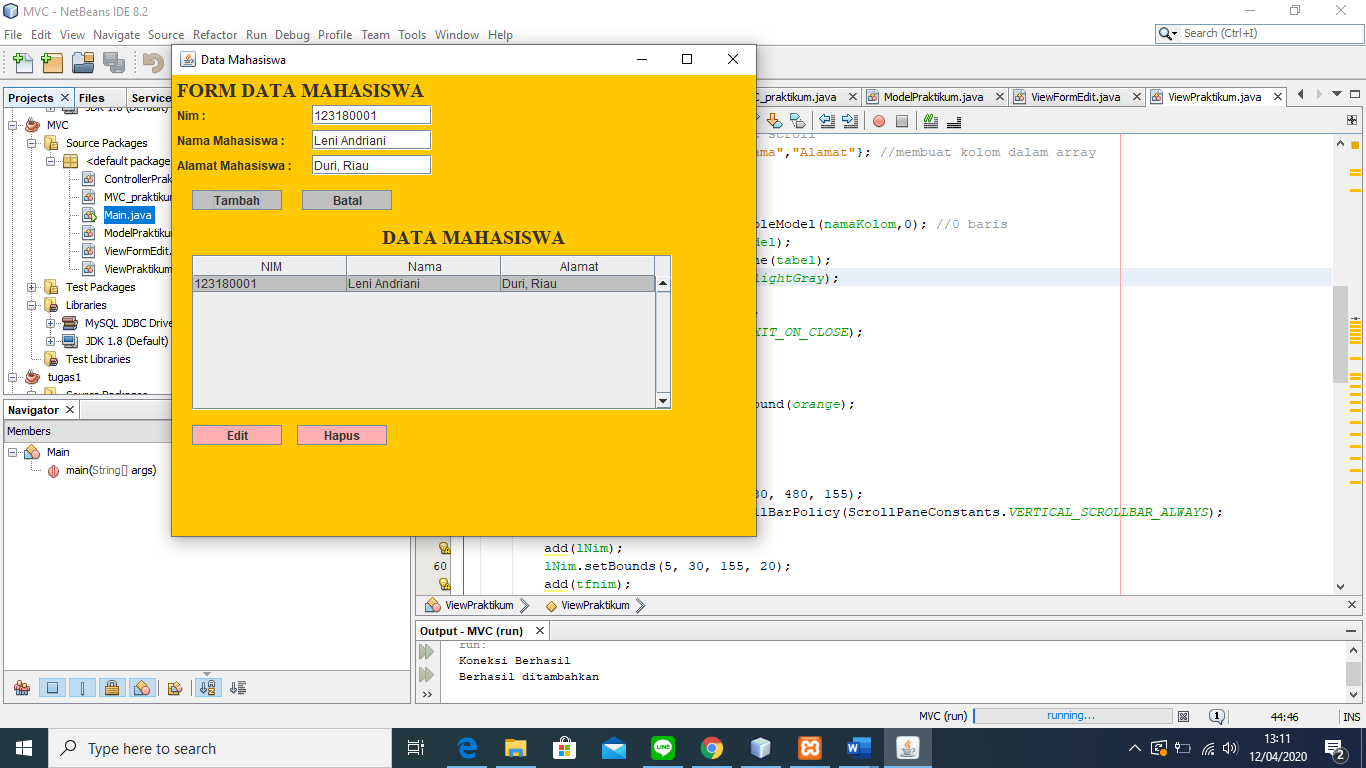 MVC - NetBeans IDE 8.2
File Edit View Navigate Source Refactor Run Debug Profile Team Tools Window Help
Search (Ctrl+I)
Projects Files Service
MVC
Source Packages
<default package
ControllerPrak
MVC_praktikum
Main.java
ModelPraktikum
ViewFormEdit.
ViewPraktikum
Test Packages
Libraries
MySQL JDBC Drive
JDK 1.8 (Default)
Test Libraries
tugas1
Navigator
Members
Main
main(String[] args)
Data Mahasiswa
FORM DATA MAHASISWA
Nim : 123180001
Nama Mahasiswa : Leni Andriani
Alamat Mahasiswa : Duri, Riau
Tambah Batal
DATA MAHASISWA
NIM Nama Alamat
123180001 Leni Andriani Duri, Riau
Edit Hapus
C_praktikum.java ModelPraktikum.java ViewFormEdit.java ViewPraktikum.java
scroll
ama","Alamat"}; //membuat kolom dalam array
bleModel(namaKolom,0); //0 baris
del);
ne(tabel);
lightGray);
;
XIT_ON_CLOSE);
ound(orange);
30, 480, 155);
llBarPolicy(ScrollPaneConstants.VERTICAL_SCROLLBAR_ALWAYS);
add(lNim);
60 lNim.setBounds(5, 30, 155, 20);
add(tfnim);
ViewPraktikum ViewPraktikum
Output - MVC (run)
run:
Koneksi Berhasil
Berhasil ditambahkan
MVC (run) running... 1 44:46 INS
Type here to search
13:11
12/04/2020
2